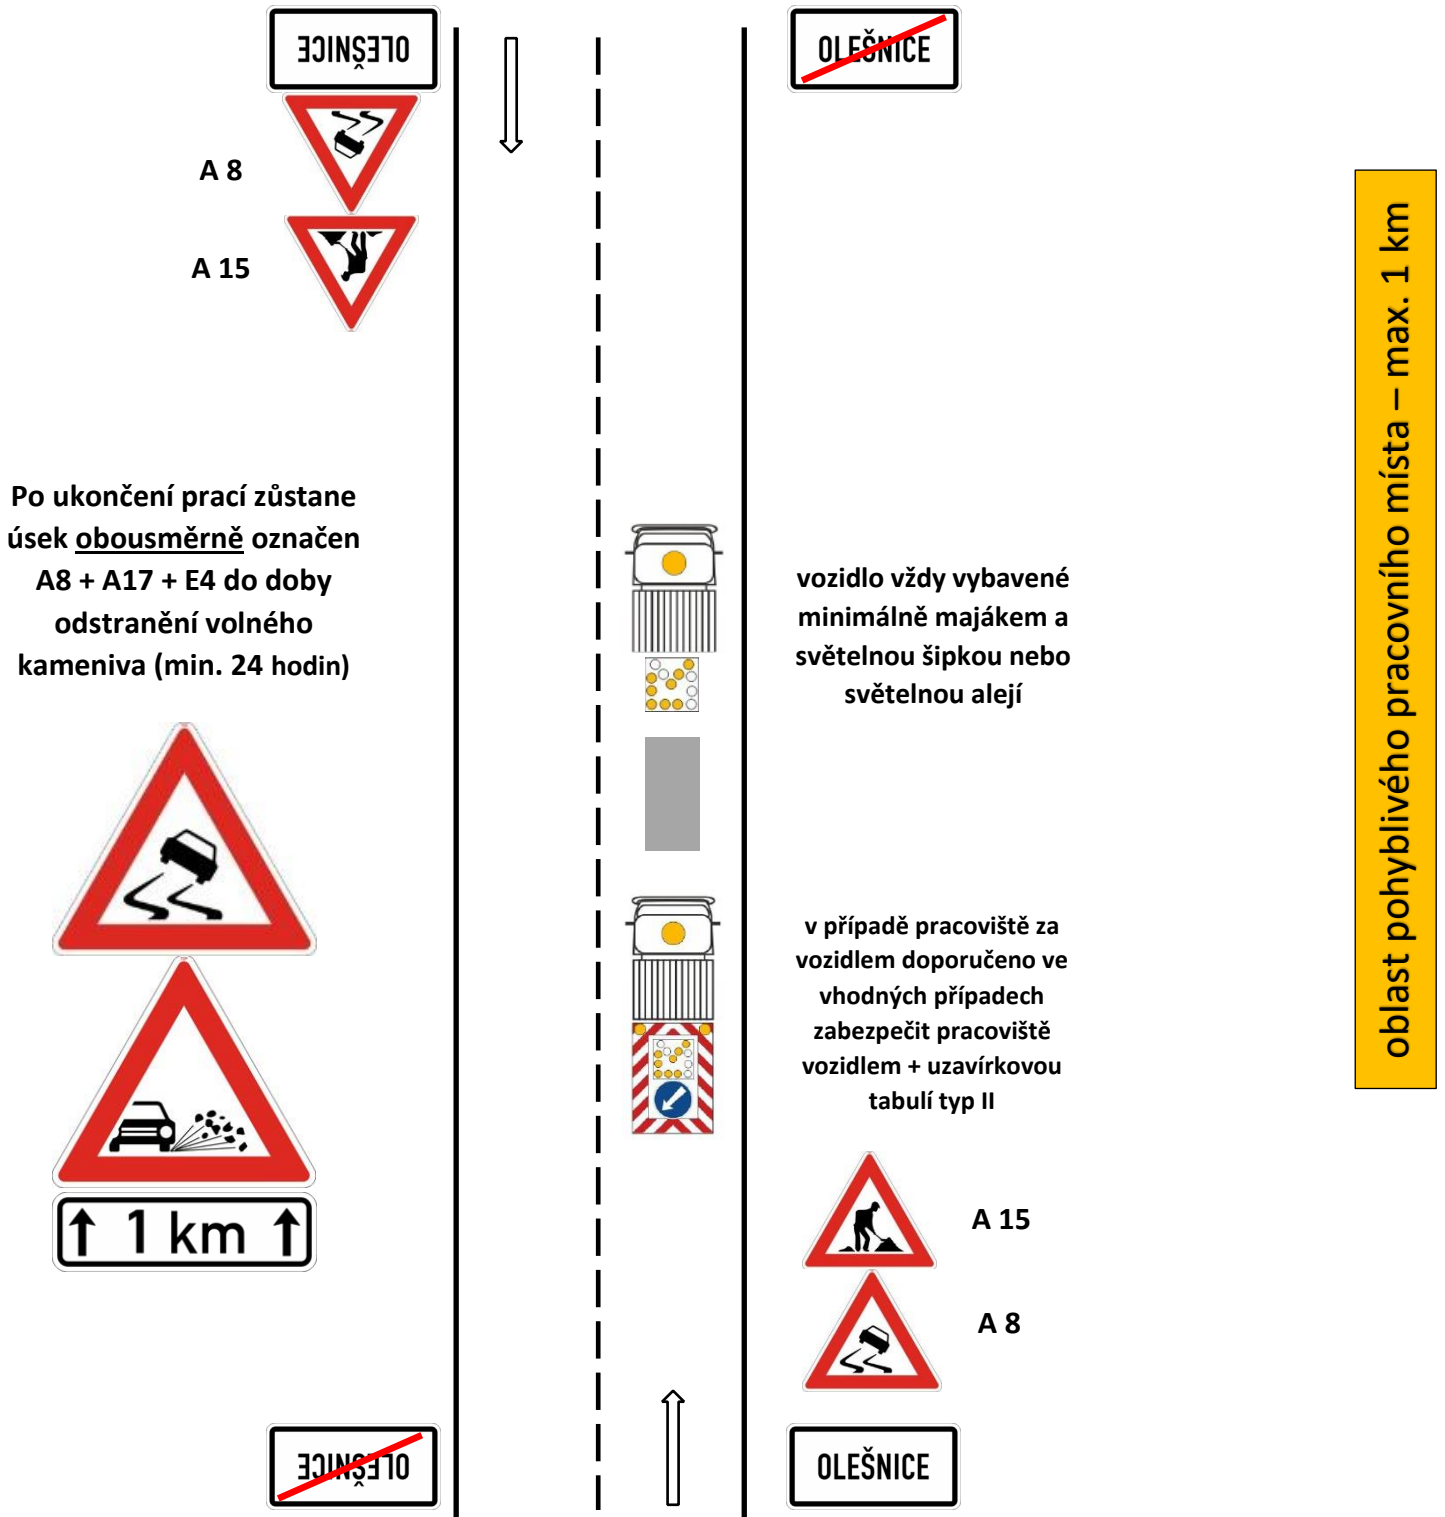 OLEŠNICE
OLEŠNICE
A 8
A 15
Po ukončení prací zůstane
úsek obousměrně označen
A8 + A17 + E4 do doby
odstranění volného
kameniva (min. 24 hodin)
vozidlo vždy vybavené
minimálně majákem a
světelnou šipkou nebo
světelnou alejí
v případě pracoviště za
vozidlem doporučeno ve
vhodných případech
zabezpečit pracoviště
vozidlem + uzavírkovou
tabulí typ II
1 km
A 15
A 8
OLEŠNICE
OLEŠNICE
oblast pohyblivého pracovního místa – max. 1 km